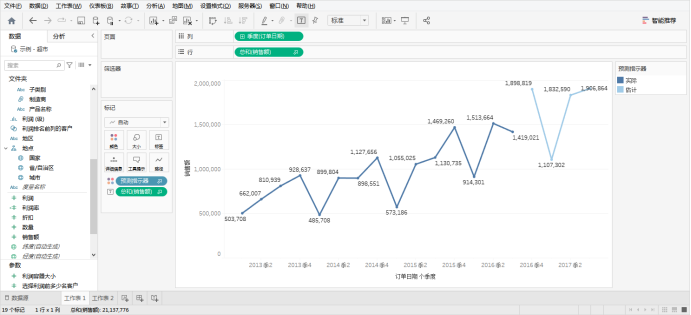 文件(F) 数据(D) 工作表(W) 仪表板(B) 故事(T) 分析(A) 地图(M) 设置格式(O) 服务器(S) 窗口(N) 帮助(H)
标准
智能推荐
数据 分析
示例 - 超市
搜索
文件夹
Abc 子类别
制造商
Abc 产品名称
利润 (级)
利润排名前列的客户
Abc 地区
地点
国家
省/自治区
城市
Abc 度量名称
利润
利润率
折扣
数量
销售额
纬度(自动生成)
经度(自动生成)
参数
利润容器大小
选择利润前多少名客户
页面
筛选器
标记
自动
颜色 大小 标签
详细信息 工具提示 路径
预测指示器
总和(销售额)
列 季度(订单日期)
行 总和(销售额)
2,000,000
1,500,000
1,000,000
500,000
0
销售额
503,708
662,007
810,939
928,637
485,708
899,804
898,551
1,127,656
573,186
1,055,025
1,130,735
1,469,260
914,301
1,513,664
1,419,021
1,898,819
1,107,302
1,832,590
1,906,864
2013 季2 2013 季4 2014 季2 2014 季4 2015 季2 2015 季4 2016 季2 2016 季4 2017 季2
订单日期 个季度
预测指示器
实际
估计
数据源 工作表 1 工作表 2
19 个标记 1 行 x 1 列 总和(销售额): 21,137,776